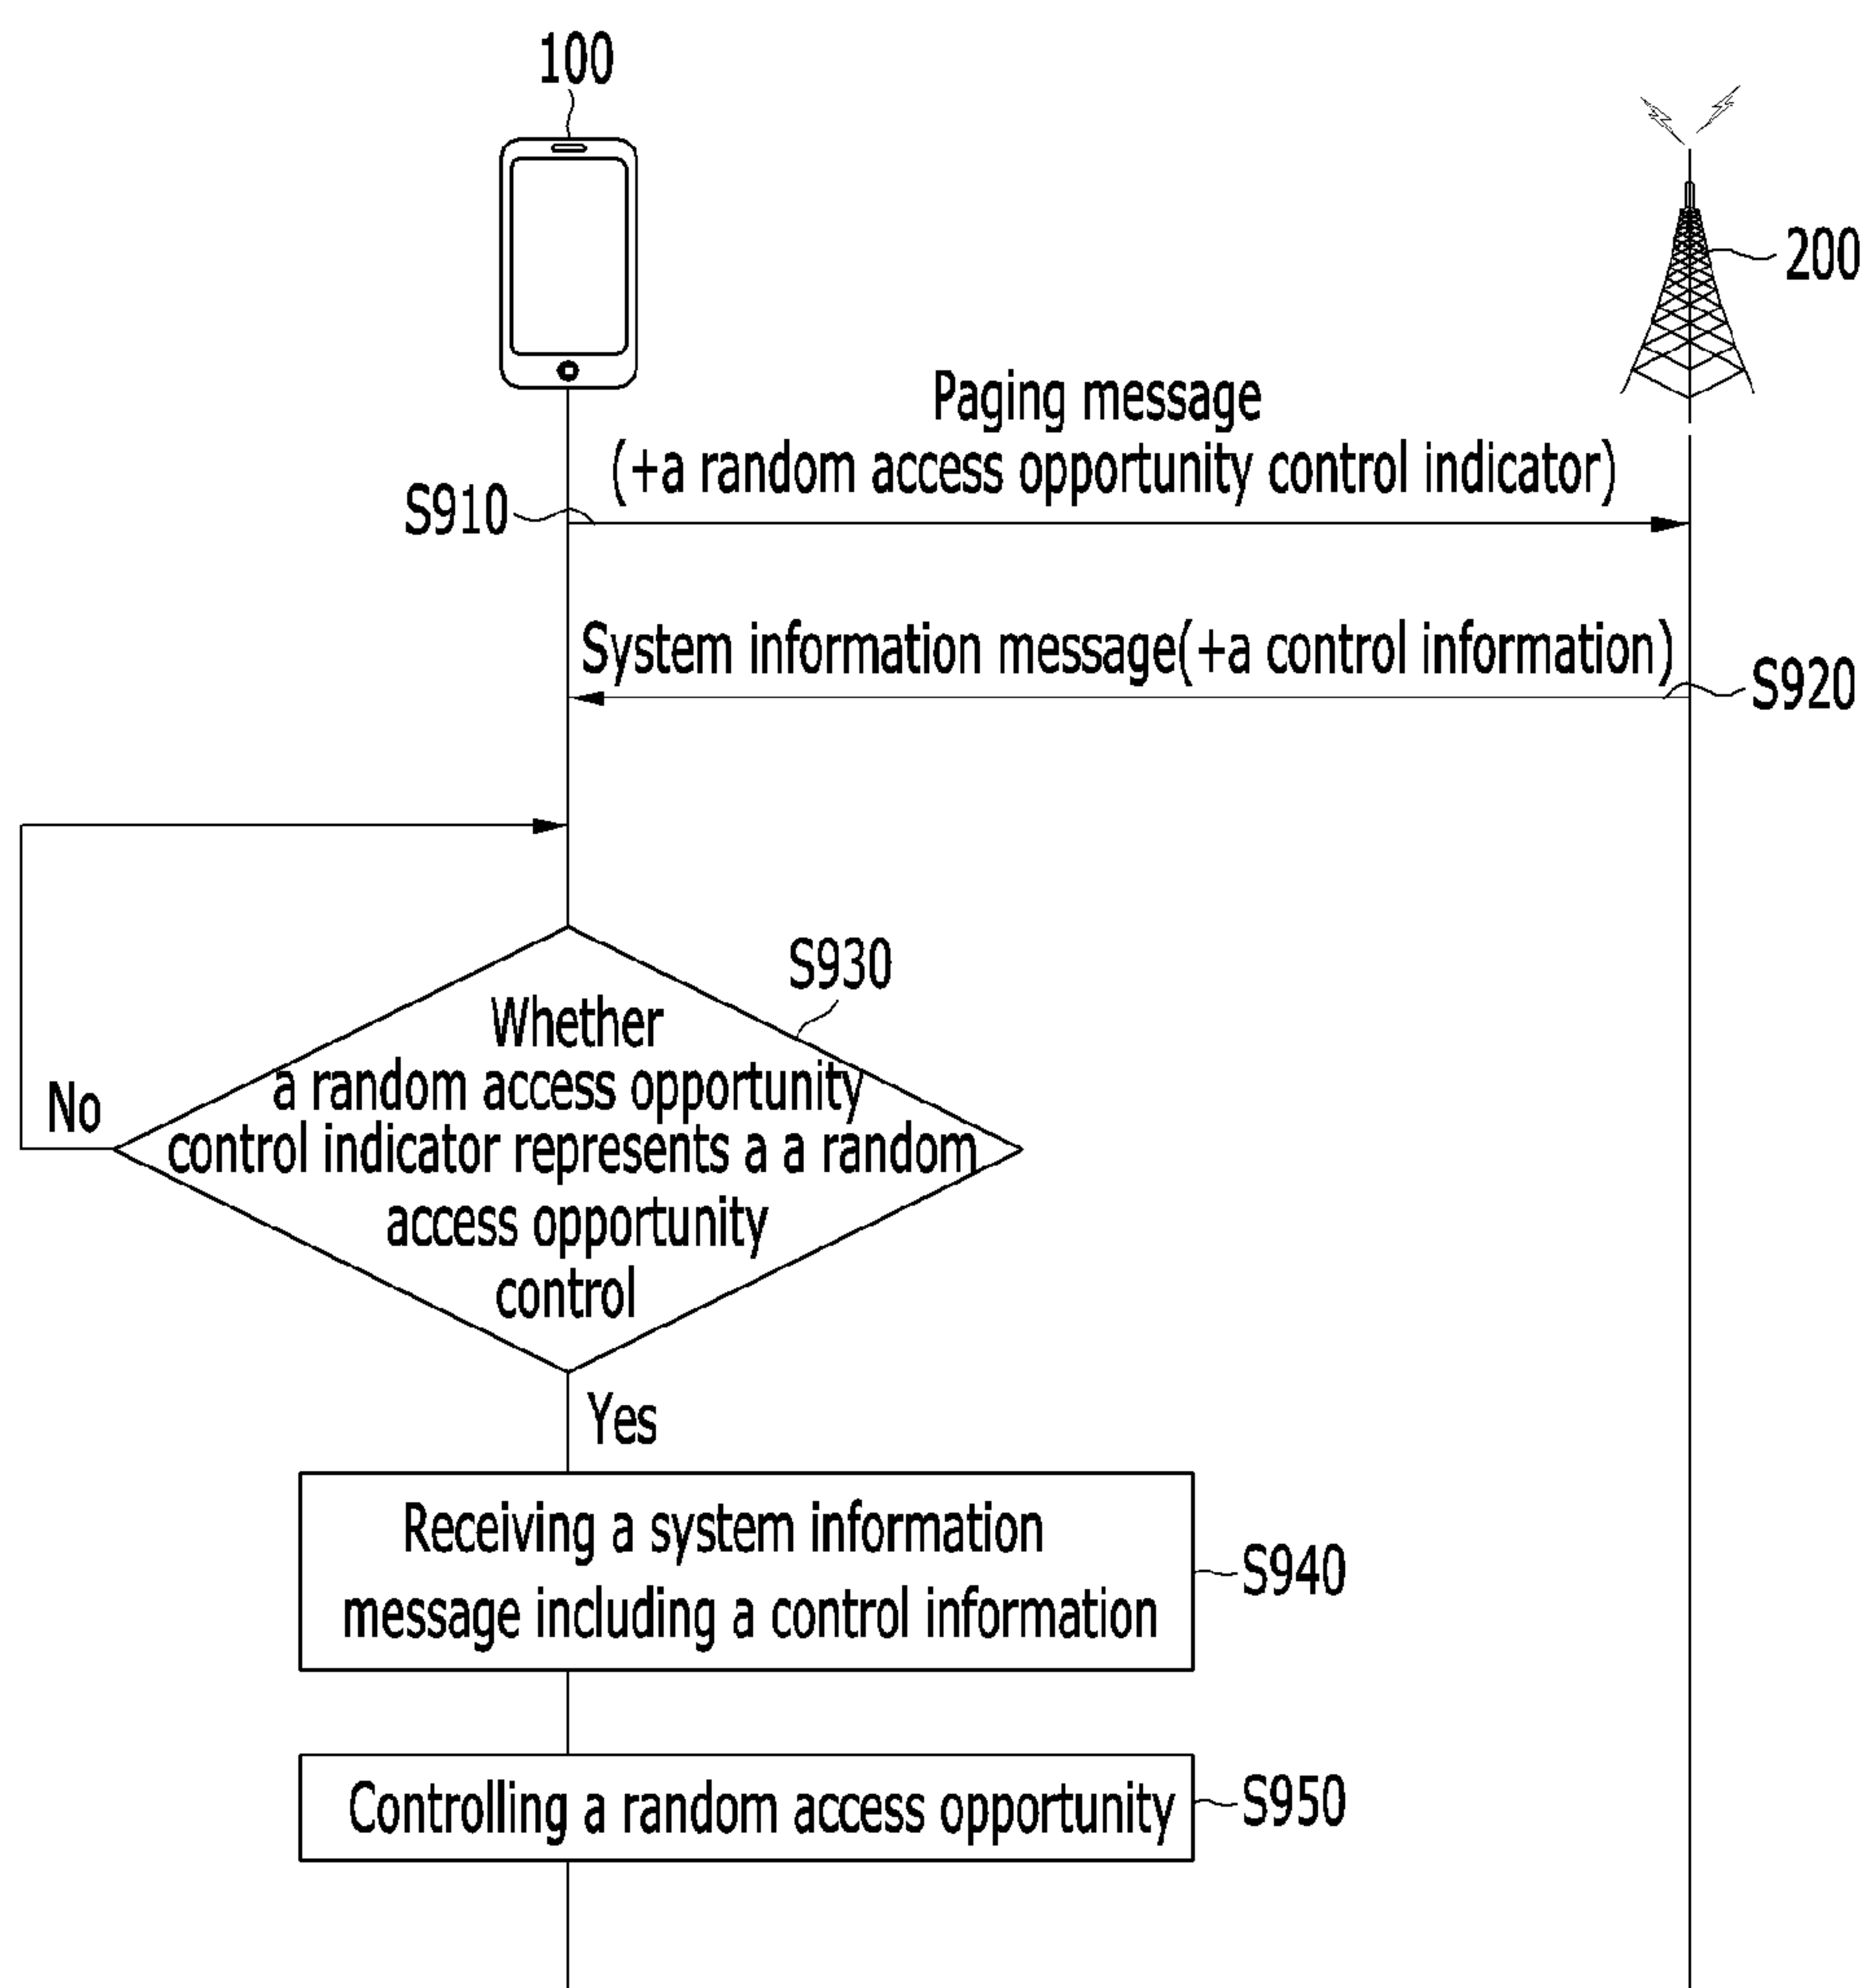 100
200
Paging message
(+a random access opportunity control indicator)
S910
System information message(+a control information)
S920
S930
Whether
a random access opportunity
control indicator represents a a random
access opportunity
control
No
Yes
Receiving a system information
message including a control information
S940
Controlling a random access opportunity
S950